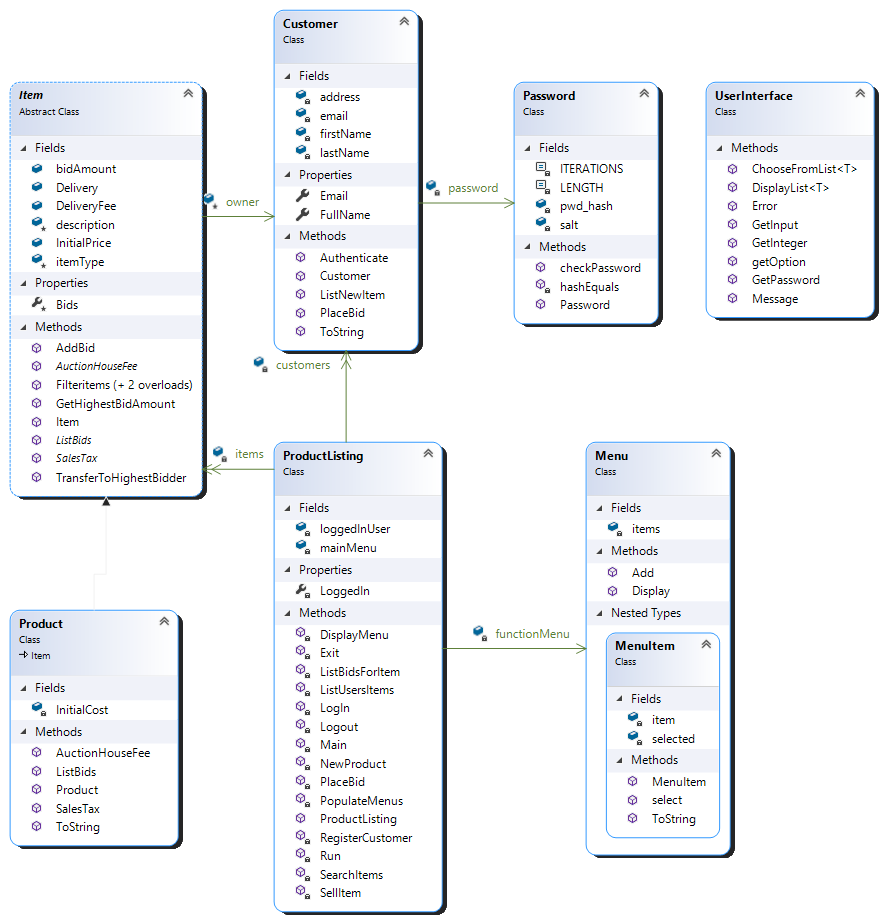 Customer
Class
Fields
address
email
firstName
lastName
Properties
Email
FullName
Methods
Authenticate
Customer
ListNewItem
PlaceBid
ToString
Item
Abstract Class
Fields
bidAmount
Delivery
DeliveryFee
description
InitialPrice
itemType
Properties
Bids
Methods
AddBid
AuctionHouseFee
Filteritems (+ 2 overloads)
GetHighestBidAmount
Item
ListBids
SalesTax
TransferToHighestBidder
owner
password
Password
Class
Fields
ITERATIONS
LENGTH
pwd_hash
salt
Methods
checkPassword
hashEquals
Password
UserInterface
Class
Methods
ChooseFromList<T>
DisplayList<T>
Error
GetInput
GetInteger
getOption
GetPassword
Message
customers
items
ProductListing
Class
Fields
loggedInUser
mainMenu
Properties
LoggedIn
Methods
DisplayMenu
Exit
ListBidsForItem
ListUsersItems
LogIn
Logout
Main
NewProduct
PlaceBid
PopulateMenus
ProductListing
RegisterCustomer
Run
SearchItems
SellItem
functionMenu
Menu
Class
Fields
items
Methods
Add
Display
Nested Types
MenuItem
Class
Fields
item
selected
Methods
MenuItem
select
ToString
Product
Class
Item
Fields
InitialCost
Methods
AuctionHouseFee
ListBids
Product
SalesTax
ToString